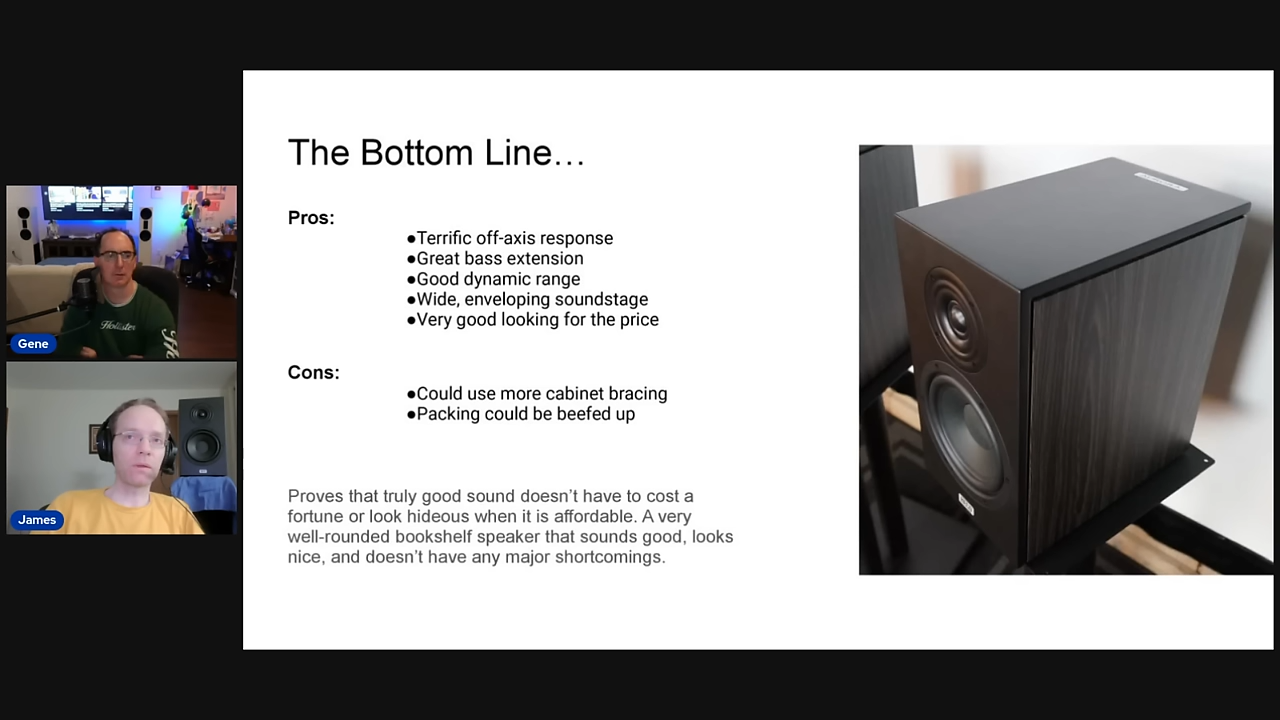 The Bottom Line…
Pros:
●Terrific off-axis response
●Great bass extension
●Good dynamic range
●Wide, enveloping soundstage
●Very good looking for the price
Cons:
●Could use more cabinet bracing
●Packing could be beefed up
Proves that truly good sound doesn’t have to cost a
fortune or look hideous when it is affordable. A very
well-rounded bookshelf speaker that sounds good, looks
nice, and doesn’t have any major shortcomings.
Hollister
Gene
James